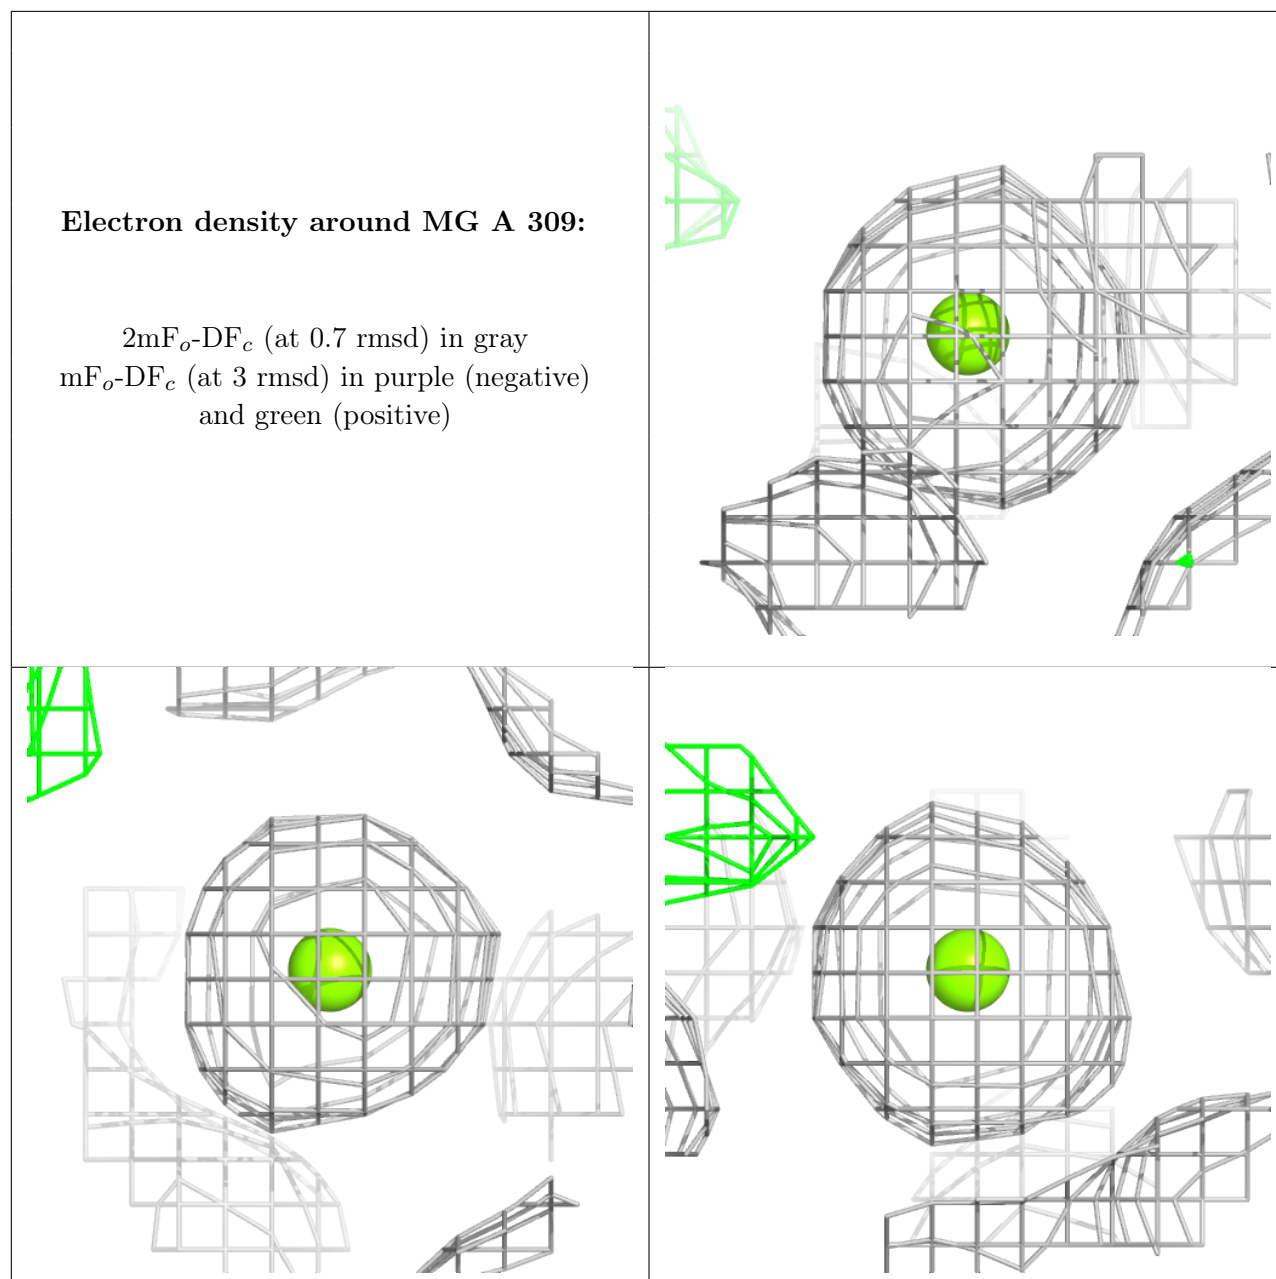 Electron density around MG A 309:
2mFₒ-DF𝒸 (at 0.7 rmsd) in gray
mFₒ-DF𝒸 (at 3 rmsd) in purple (negative)
and green (positive)